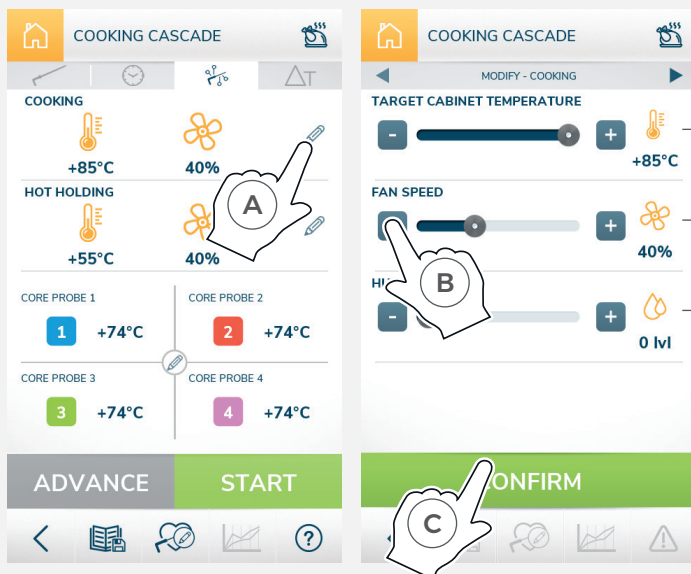 COOKING CASCADE
ΔT
COOKING
+85°C 40%
A
HOT HOLDING
+55°C 40%
CORE PROBE 1 CORE PROBE 2
1 +74°C 2 +74°C
CORE PROBE 3 CORE PROBE 4
3 +74°C 4 +74°C
ADVANCE START
?
COOKING CASCADE
MODIFY - COOKING
TARGET CABINET TEMPERATURE
- +
+85°C
FAN SPEED
+
40%
B
- +
0 lvl
CONFIRM
C